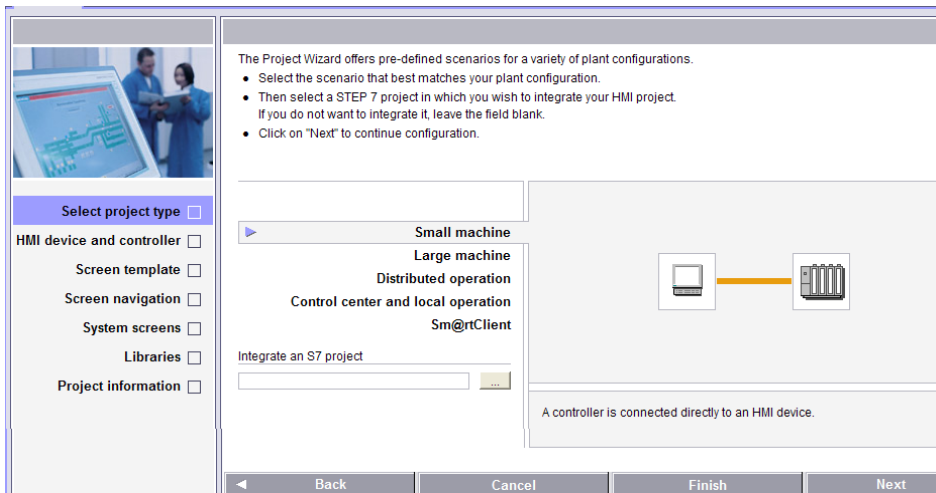 The Project Wizard offers pre-defined scenarios for a variety of plant configurations.
• Select the scenario that best matches your plant configuration.
• Then select a STEP 7 project in which you wish to integrate your HMI project.
If you do not want to integrate it, leave the field blank.
• Click on "Next" to continue configuration.
Select project type
HMI device and controller
Screen template
Screen navigation
System screens
Libraries
Project information
Small machine
Large machine
Distributed operation
Control center and local operation
Sm@rtClient
Integrate an S7 project
...
A controller is connected directly to an HMI device.
Back
Cancel
Finish
Next